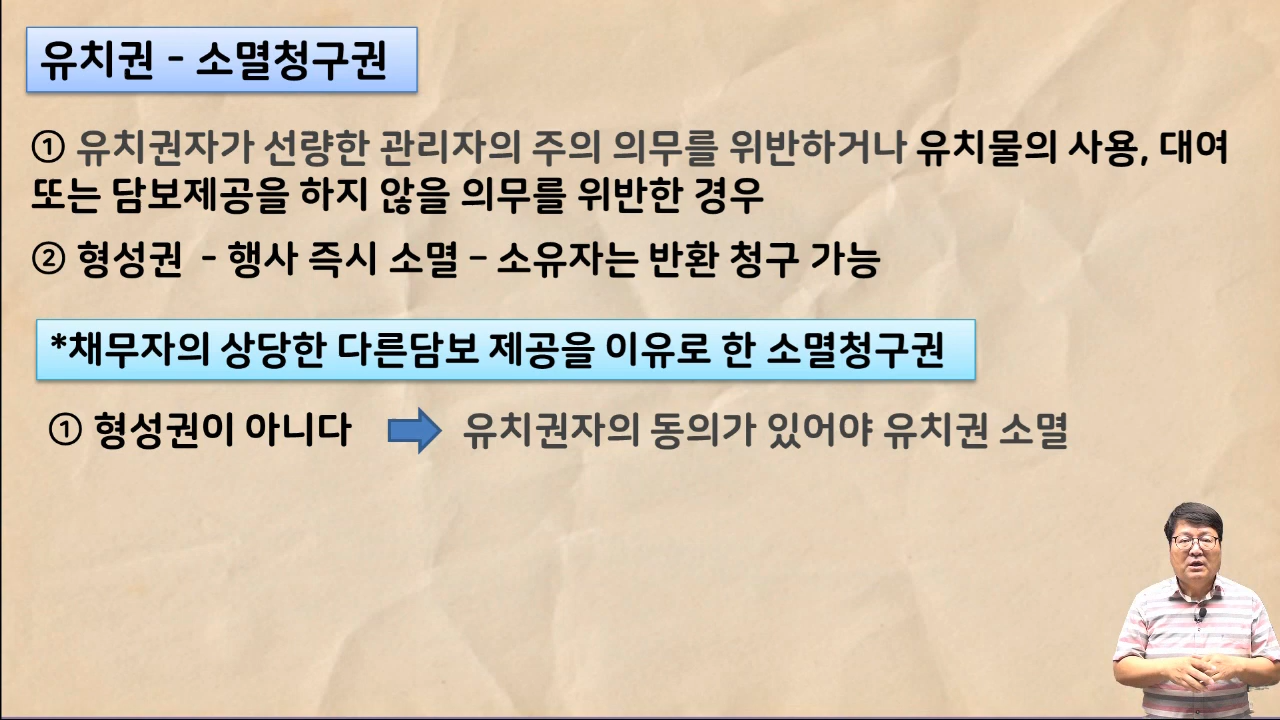 유치권 - 소멸청구권
① 유치권자가 선량한 관리자의 주의 의무를 위반하거나 유치물의 사용, 대여
또는 담보제공을 하지 않을 의무를 위반한 경우
② 형성권 - 행사 즉시 소멸 - 소유자는 반환 청구 가능
*채무자의 상당한 다른담보 제공을 이유로 한 소멸청구권
① 형성권이 아니다 유치권자의 동의가 있어야 유치권 소멸